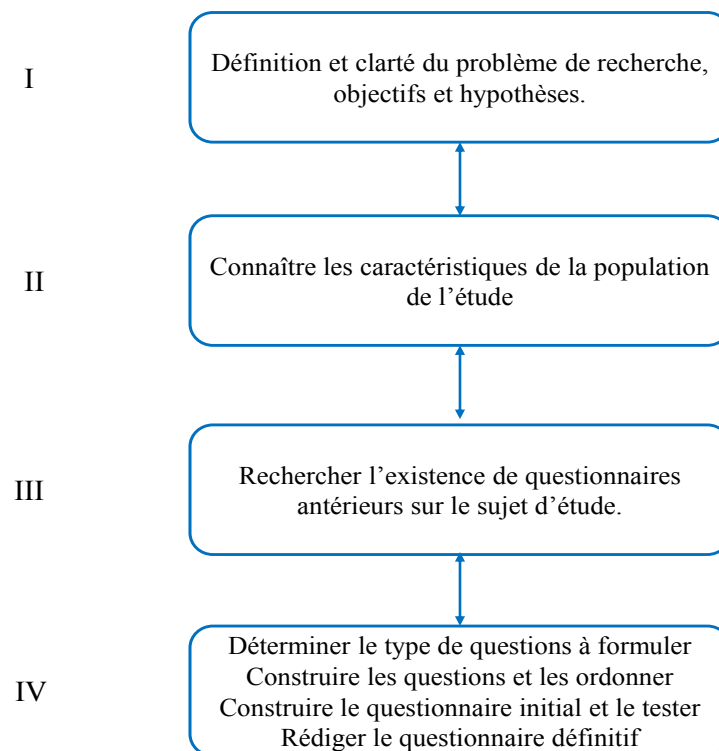 I
Définition et clarté du problème de recherche,
objectifs et hypothèses.
II
Connaître les caractéristiques de la population
de l’étude
III
Rechercher l’existence de questionnaires
antérieurs sur le sujet d’étude.
IV
Déterminer le type de questions à formuler
Construire les questions et les ordonner
Construire le questionnaire initial et le tester
Rédiger le questionnaire définitif